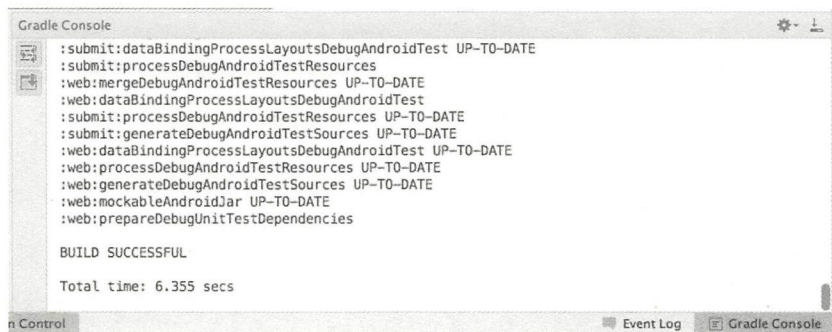 Gradle Console
:submit:dataBindingProcessLayoutsDebugAndroidTest UP-TO-DATE
:submit:processDebugAndroidTestResources
:web:mergeDebugAndroidTestResources UP-TO-DATE
:web:dataBindingProcessLayoutsDebugAndroidTest
:submit:processDebugAndroidTestResources UP-TO-DATE
:submit:generateDebugAndroidTestSources UP-TO-DATE
:web:dataBindingProcessLayoutsDebugAndroidTest UP-TO-DATE
:web:processDebugAndroidTestResources UP-TO-DATE
:web:generateDebugAndroidTestSources UP-TO-DATE
:web:mockableAndroidJar UP-TO-DATE
:web:prepareDebugUnitTestDependencies
BUILD SUCCESSFUL
Total time: 6.355 secs
n Control Event Log Gradle Console